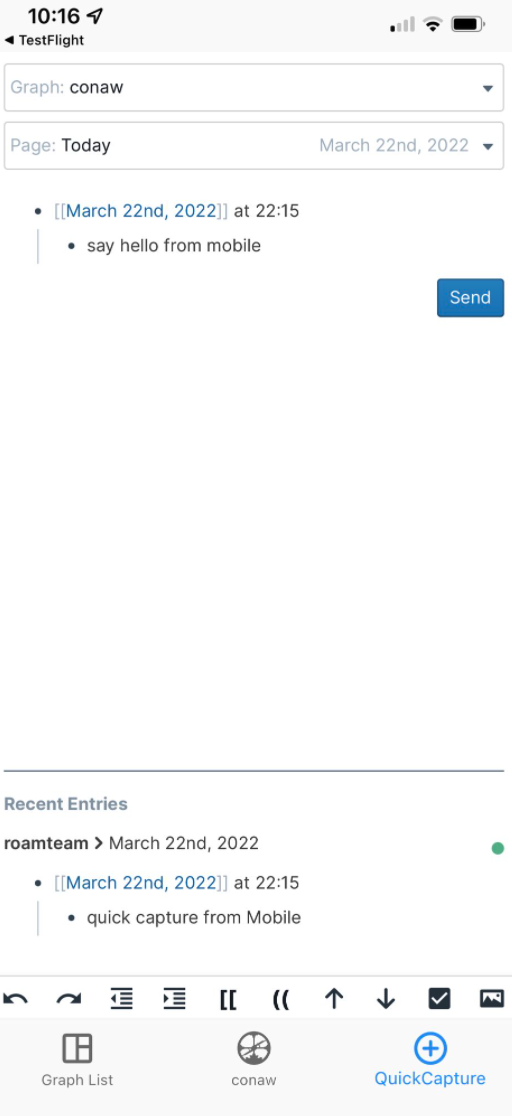 10:16
◀ TestFlight
Graph: conaw
Page: Today March 22nd, 2022
[[March 22nd, 2022]] at 22:15
say hello from mobile
Send
Recent Entries
roamteam > March 22nd, 2022
[[March 22nd, 2022]] at 22:15
quick capture from Mobile
[[ ((
Graph List conaw QuickCapture